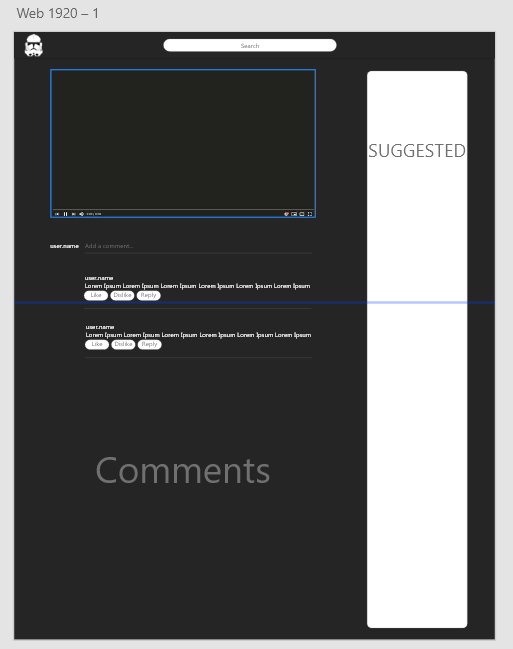 Web 1920 – 1
Search
SUGGESTED
user.name Add a comment...
user.name
Lorem Ipsum Lorem Ipsum Lorem Ipsum Lorem Ipsum Lorem Ipsum Lorem Ipsum
Like Dislike Reply
user.name
Lorem Ipsum Lorem Ipsum Lorem Ipsum Lorem Ipsum Lorem Ipsum Lorem Ipsum
Like Dislike Reply
Comments